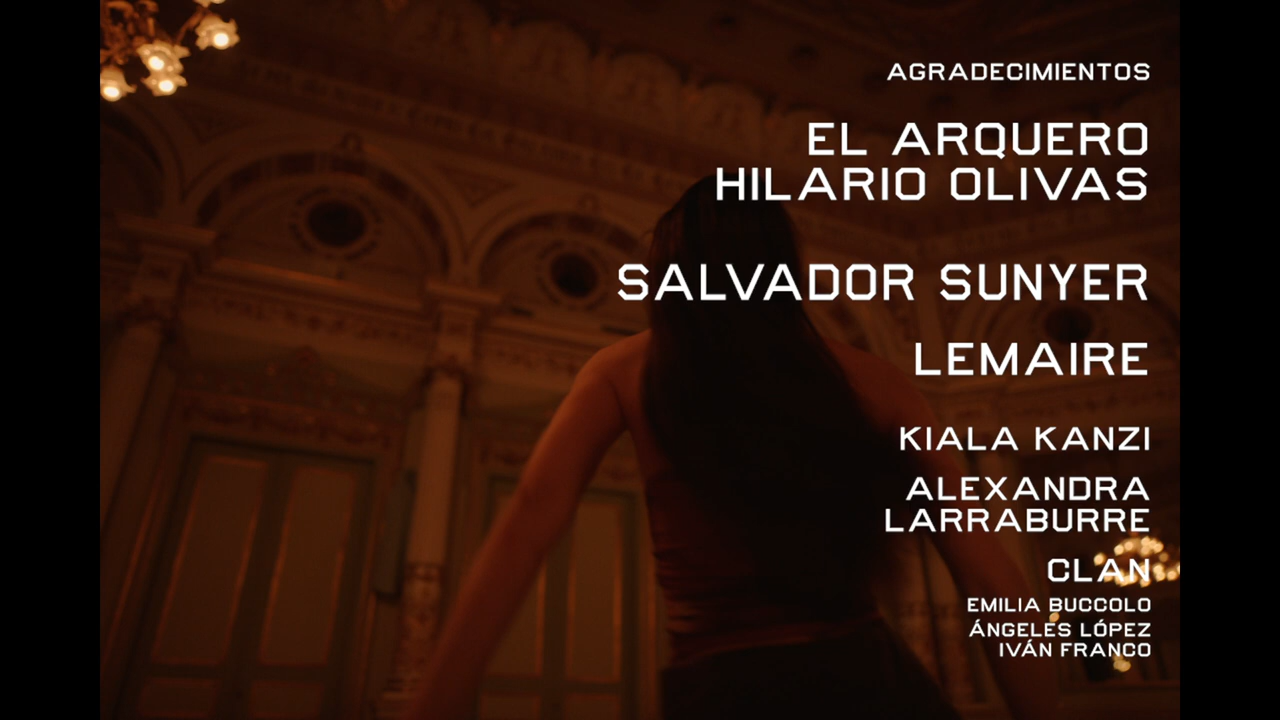 AGRADECIMIENTOS
EL ARQUERO
HILARIO OLIVAS
SALVADOR SUNYER
LEMAIRE
KIALA KANZI
ALEXANDRA
LARRABURRE
CLAN
EMILIA BUCCOLO
ÁNGELES LÓPEZ
IVÁN FRANCO